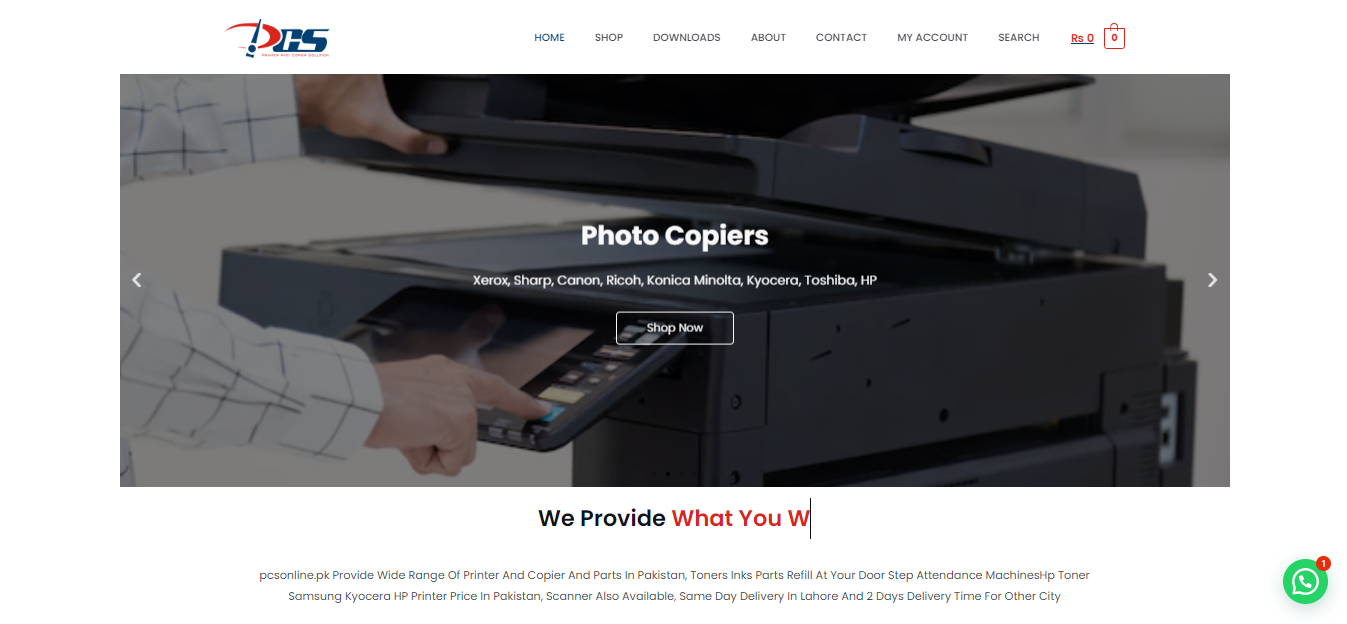 PCS
Printer And Copier Solution
HOME SHOP DOWNLOADS ABOUT CONTACT MY ACCOUNT SEARCH Rs 0 0
Photo Copiers
Xerox, Sharp, Canon, Ricoh, Konica Minolta, Kyocera, Toshiba, HP
Shop Now
We Provide What You W
pcsonline.pk Provide Wide Range Of Printer And Copier And Parts In Pakistan, Toners Inks Parts Refill At Your Door Step Attendance MachinesHp Toner
Samsung Kyocera HP Printer Price In Pakistan, Scanner Also Available, Same Day Delivery In Lahore And 2 Days Delivery Time For Other City
1